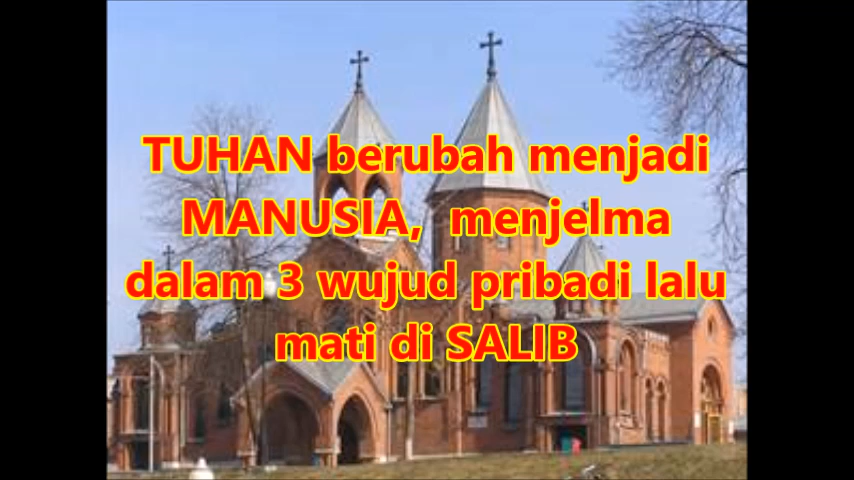 TUHAN berubah menjadi
MANUSIA, menjelma
dalam 3 wujud pribadi lalu
mati di SALIB